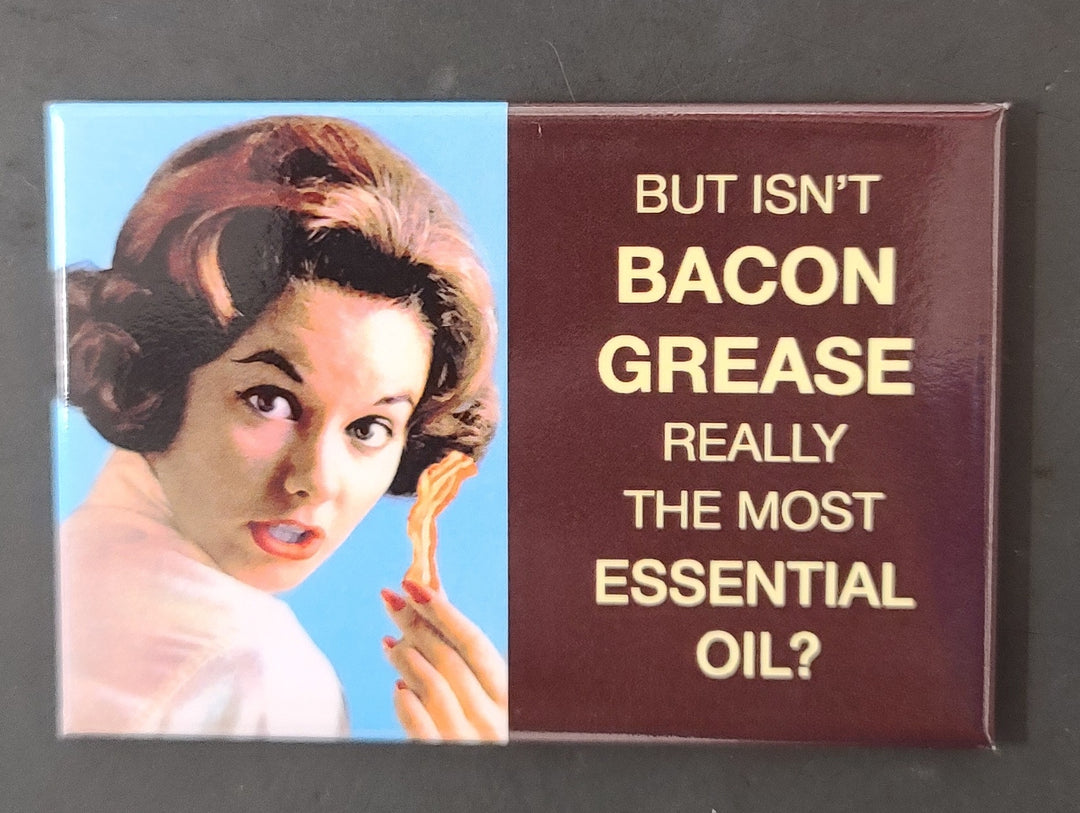 BUT ISN'T
BACON
GREASE
REALLY
THE MOST
ESSENTIAL
OIL?